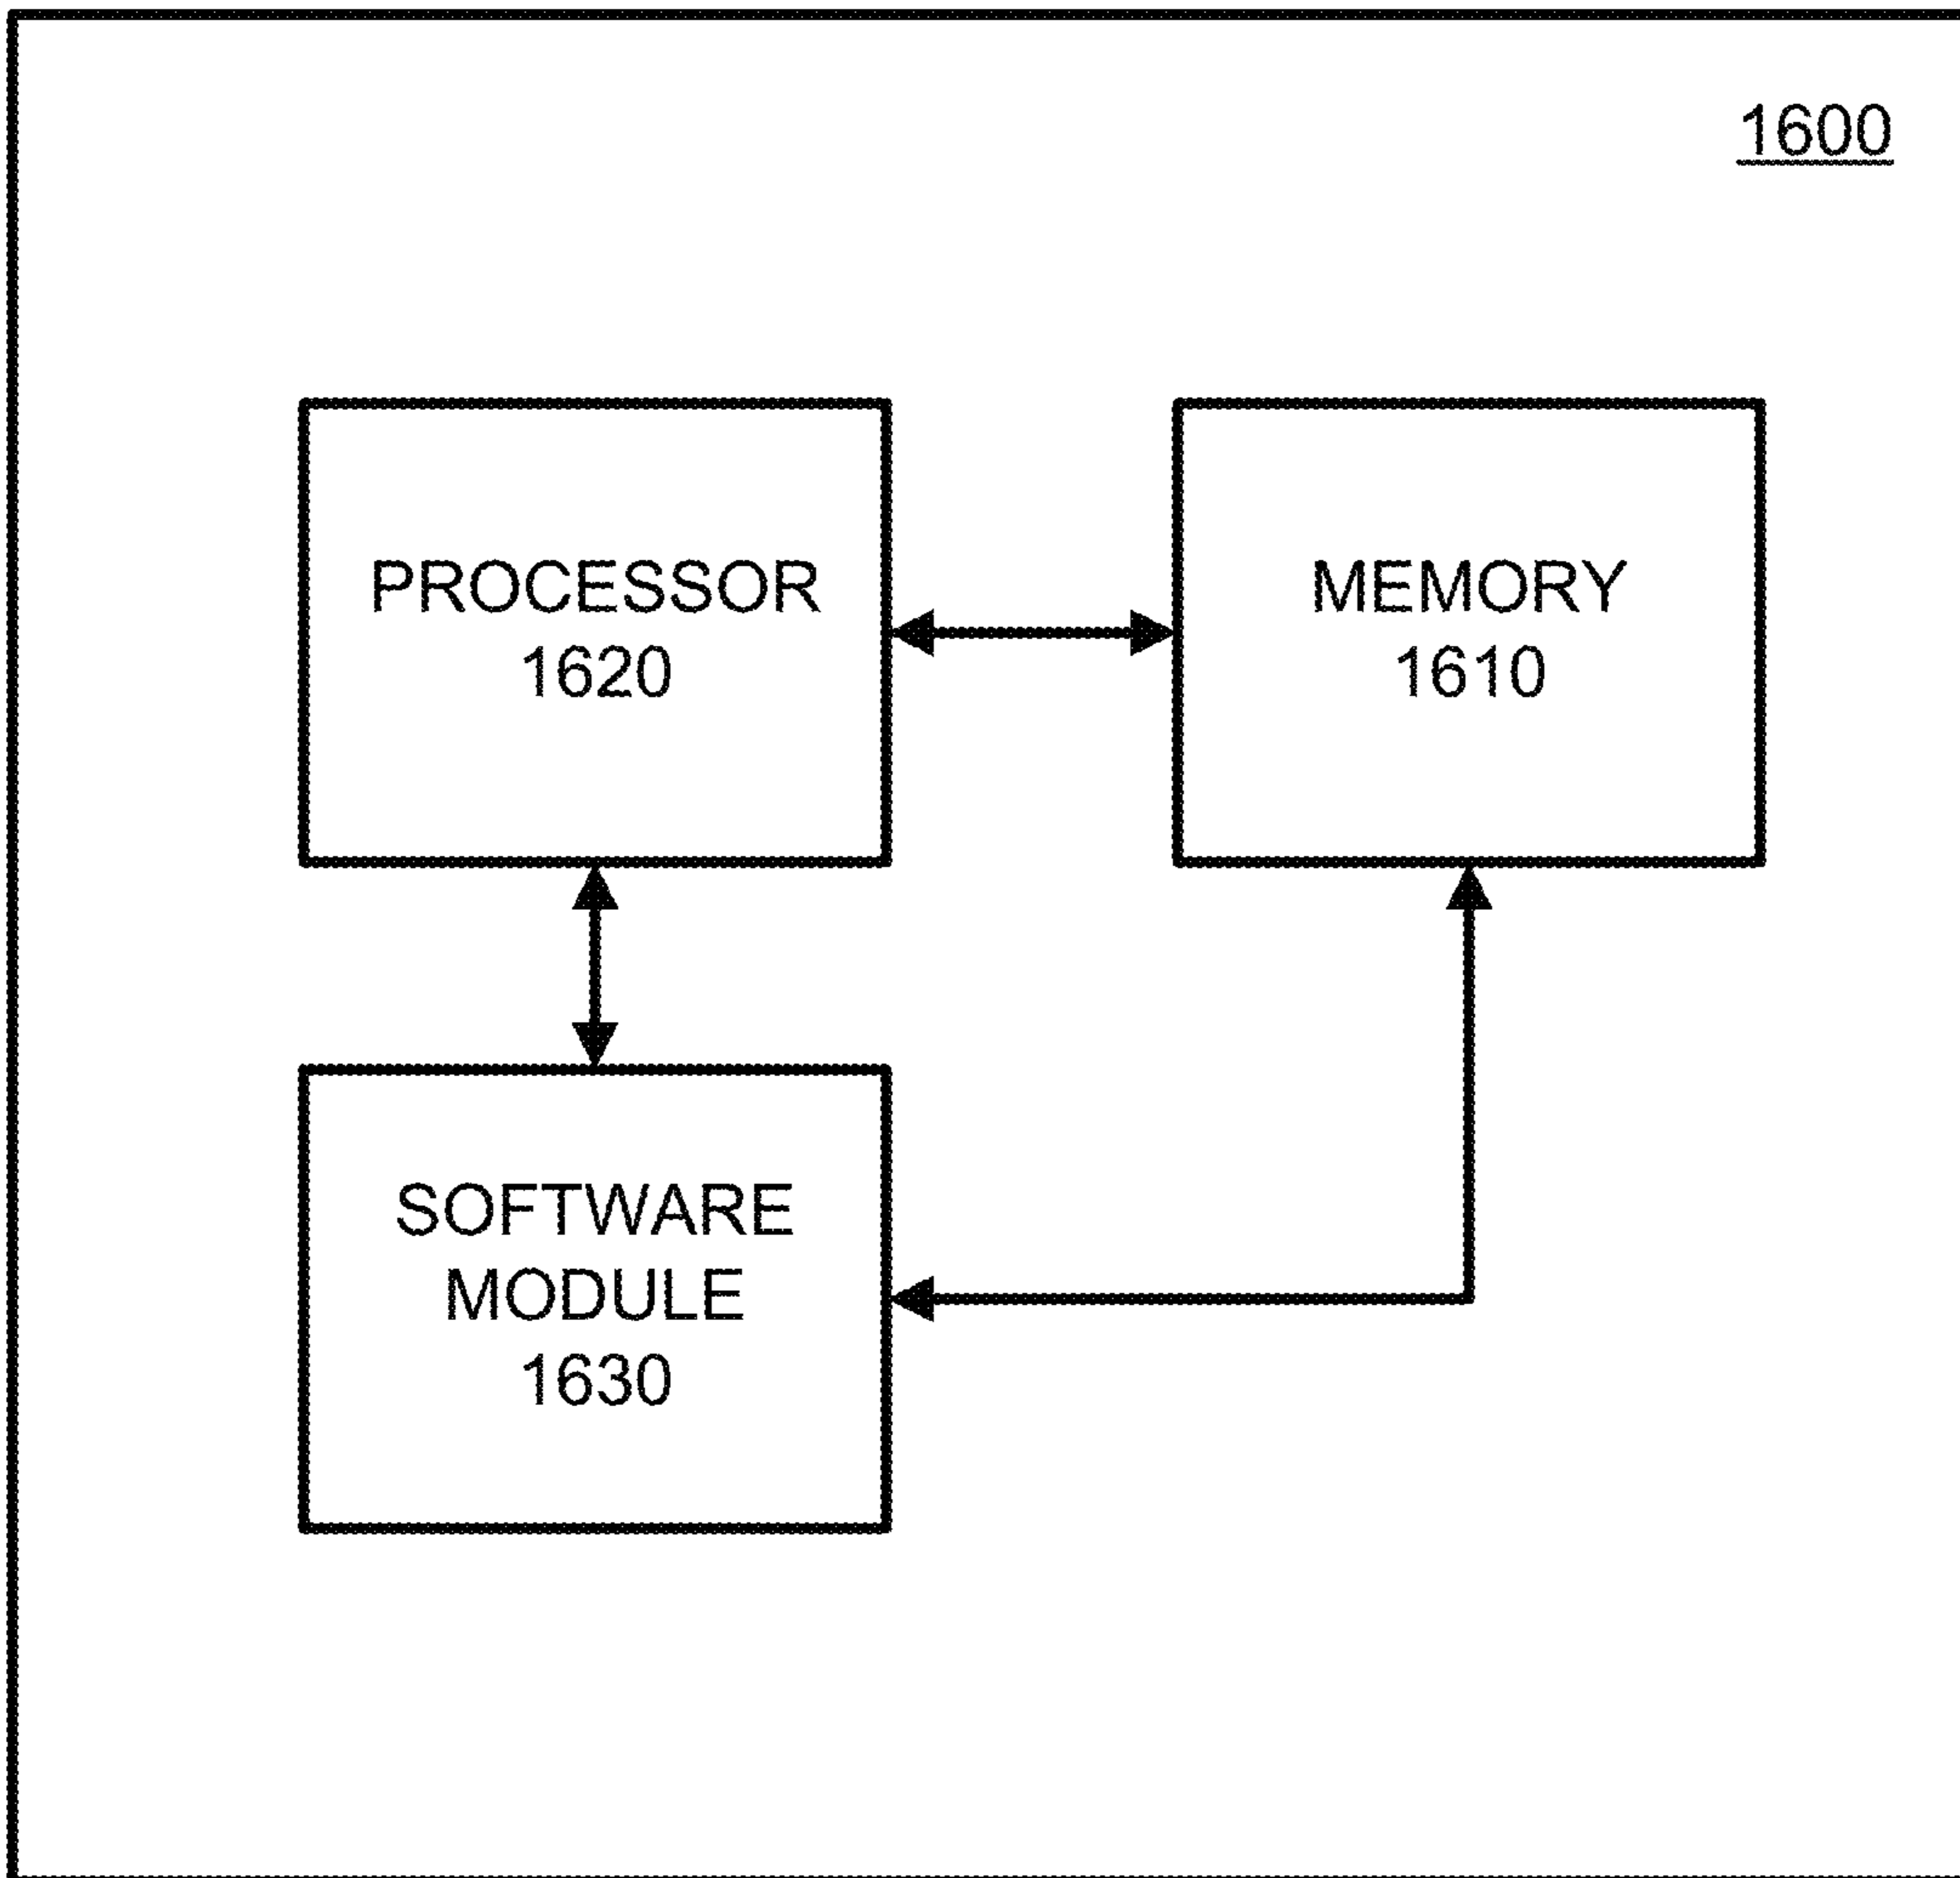 1600
PROCESSOR
1620
MEMORY
1610
SOFTWARE
MODULE
1630